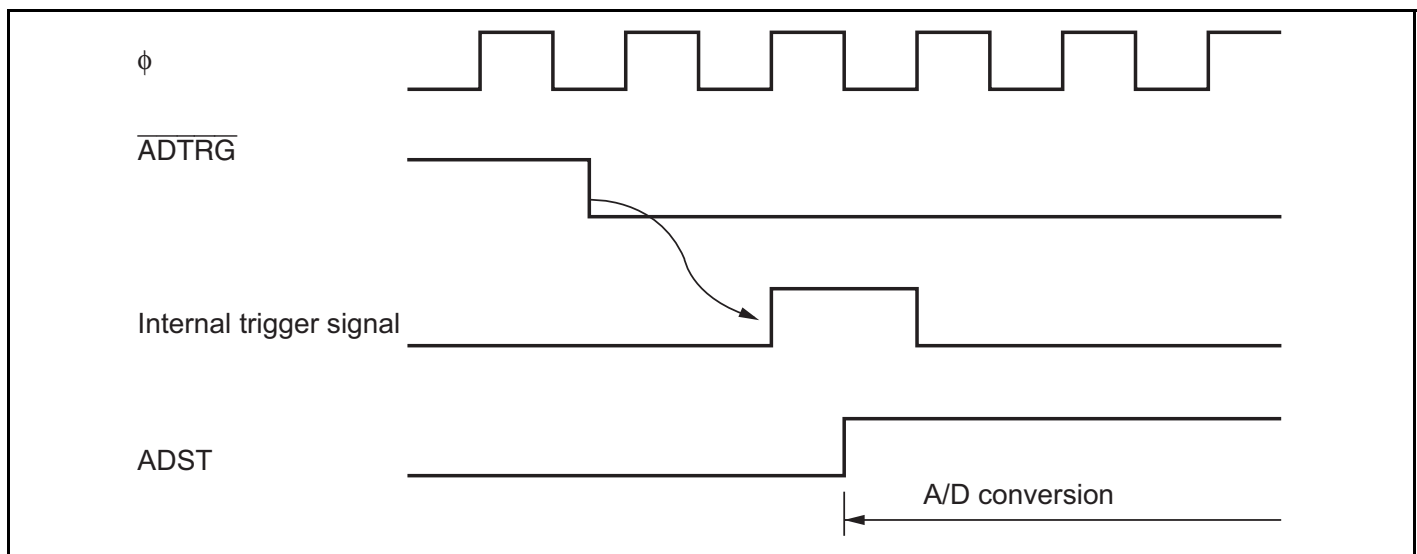 ϕ
ADTRG
Internal trigger signal
ADST
A/D conversion